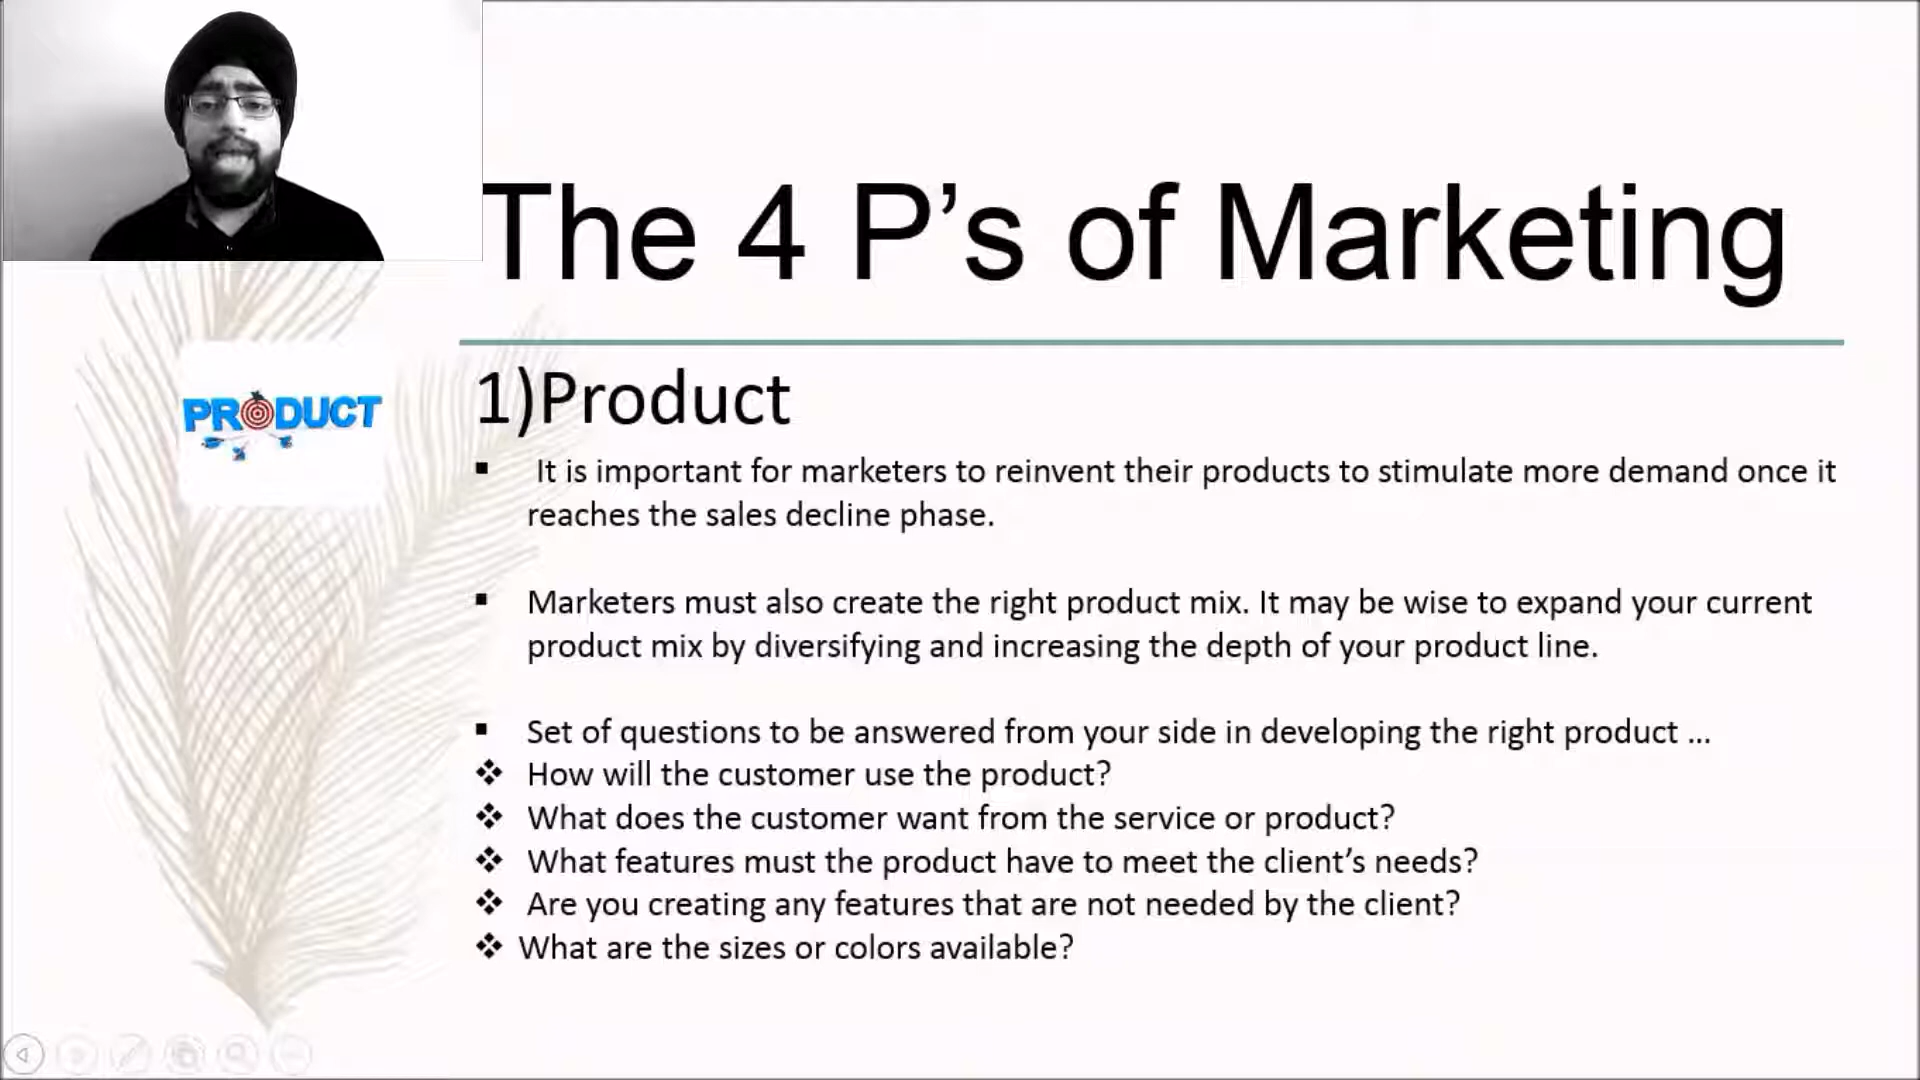 The 4 P’s of Marketing
PRODUCT
1)Product
It is important for marketers to reinvent their products to stimulate more demand once it
reaches the sales decline phase.
Marketers must also create the right product mix. It may be wise to expand your current
product mix by diversifying and increasing the depth of your product line.
Set of questions to be answered from your side in developing the right product ...
How will the customer use the product?
What does the customer want from the service or product?
What features must the product have to meet the client’s needs?
Are you creating any features that are not needed by the client?
What are the sizes or colors available?